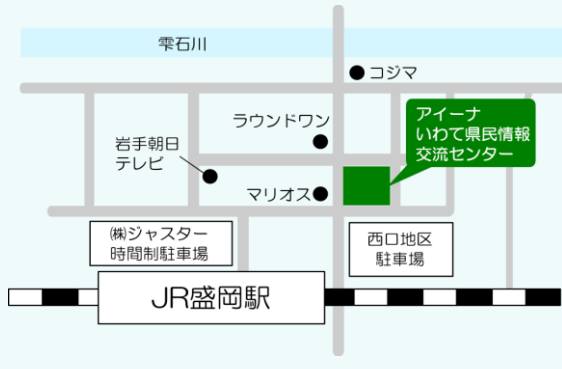 雫石川
コジマ
ラウンドワン
アイーナ
いわて県民情報
交流センター
岩手朝日
テレビ
マリオス
㈱ジャスター
時間制駐車場
西口地区
駐車場
JR盛岡駅